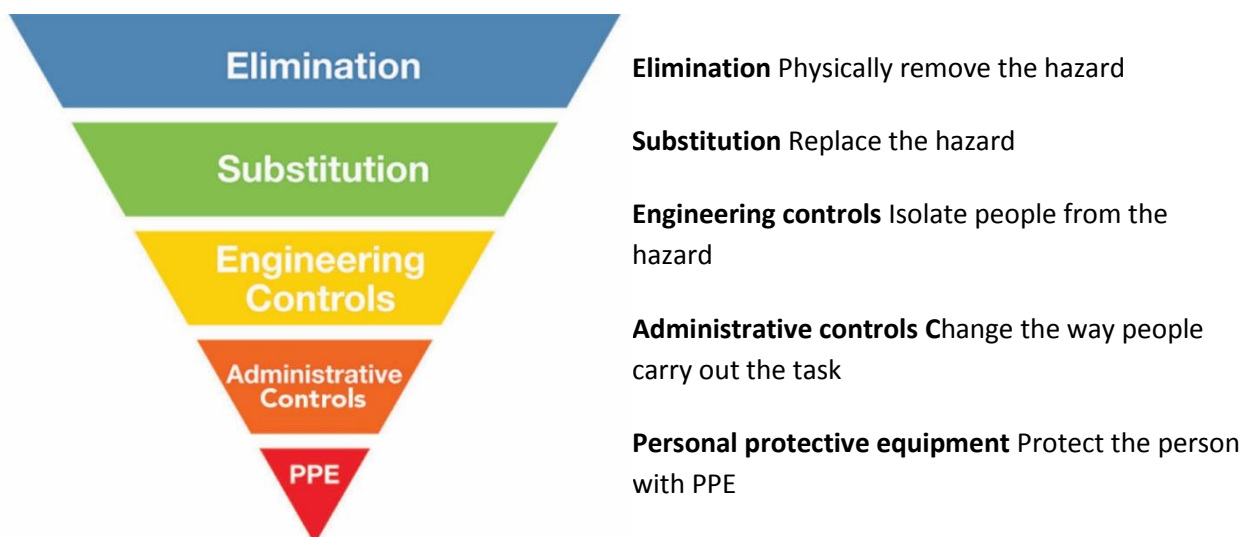 Elimination
Substitution
Engineering
Controls
Administrative
Controls
PPE
Elimination Physically remove the hazard
Substitution Replace the hazard
Engineering controls Isolate people from the
hazard
Administrative controls Change the way people
carry out the task
Personal protective equipment Protect the person
with PPE